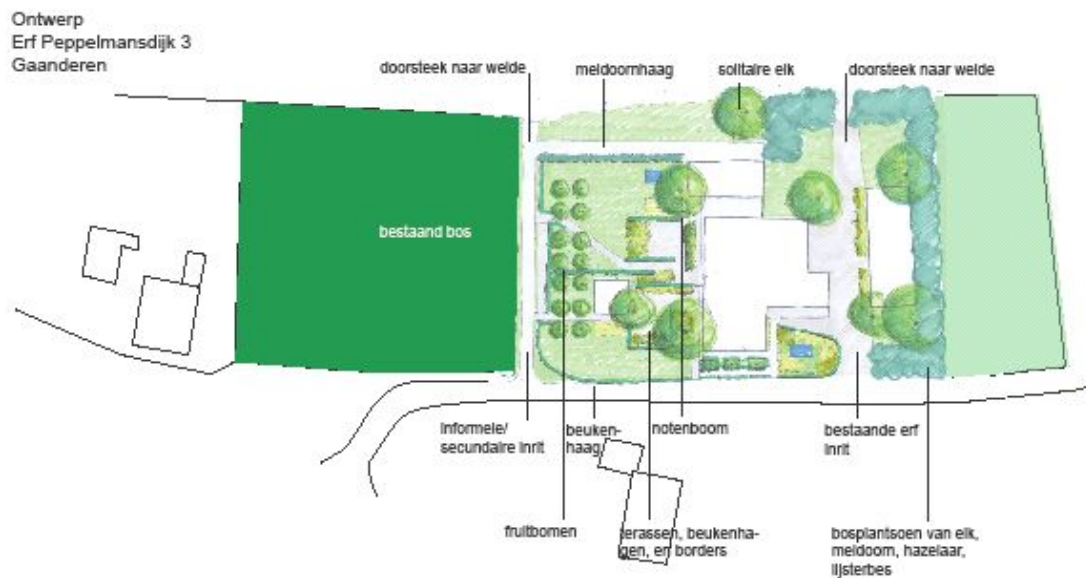 Ontwerp
Erf Peppelmansdijk 3
Gaanderen
doorsteek naar weide
meidoornhaag
solitaire eik
doorsteek naar weide
bestaand bos
informele/
secundaire inrit
beuken-
haag
notenboom
bestaande erf
inrit
fruitbomen
terassen, beukenha-
gen, en borders
bosplantsoen van eik,
meidoorn, hazelaar,
lijsterbes